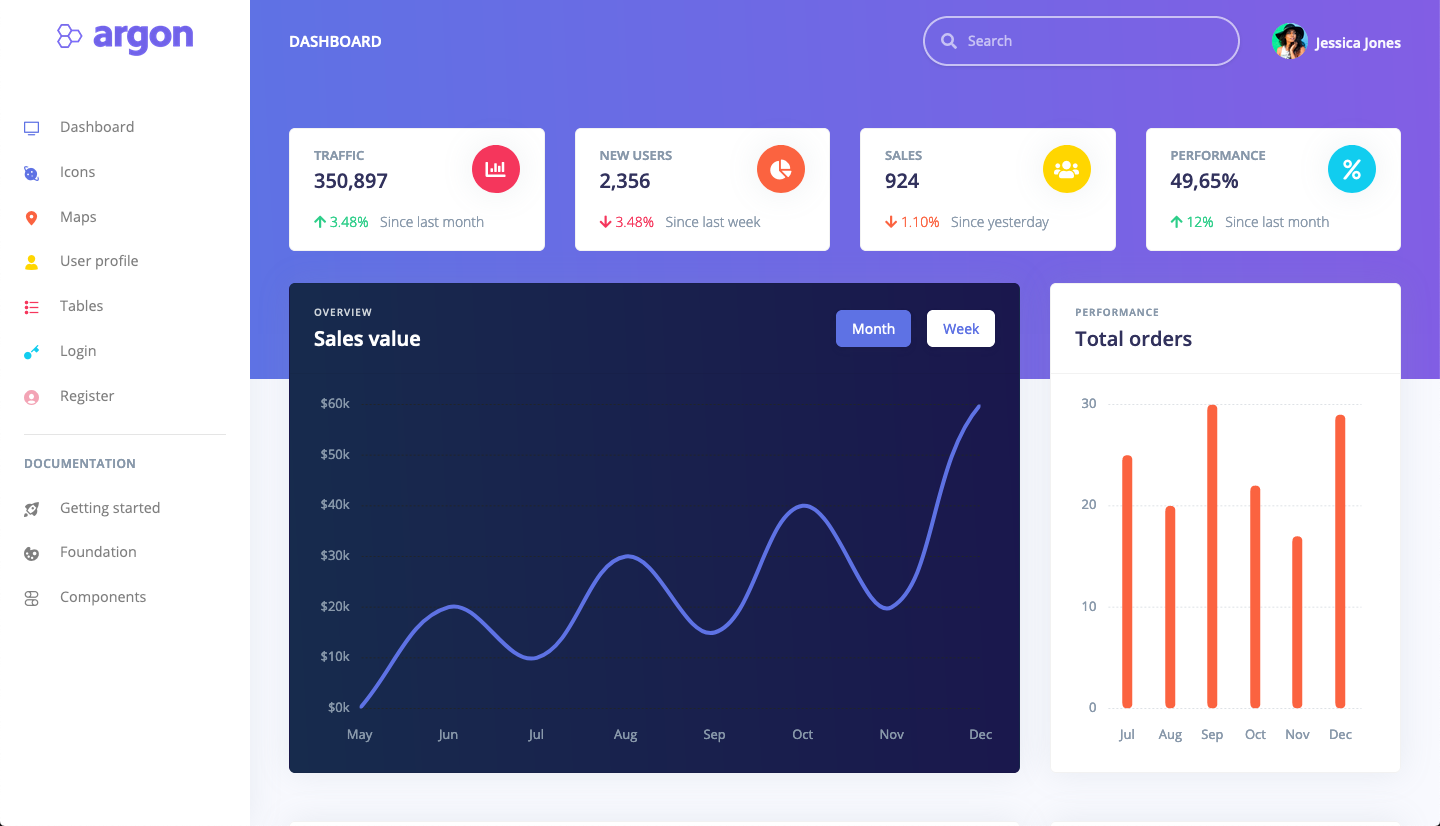 argon
Dashboard
Icons
Maps
User profile
Tables
Login
Register
DOCUMENTATION
Getting started
Foundation
Components
DASHBOARD
Search
Jessica Jones
TRAFFIC
350,897
3.48% Since last month
NEW USERS
2,356
3.48% Since last week
SALES
924
1.10% Since yesterday
PERFORMANCE
49,65%
12% Since last month
OVERVIEW
Sales value
Month
Week
$60k
$50k
$40k
$30k
$20k
$10k
$0k
May Jun Jul Aug Sep Oct Nov Dec
PERFORMANCE
Total orders
30
20
10
0
Jul Aug Sep Oct Nov Dec